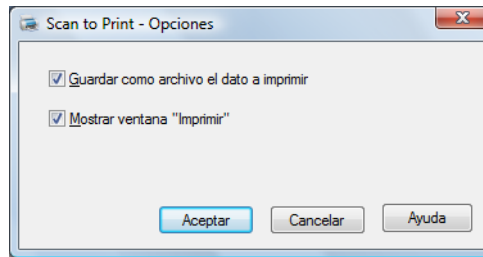 Scan to Print - Opciones
Guardar como archivo el dato a imprimir
Mostrar ventana "Imprimir"
Aceptar Cancelar Ayuda